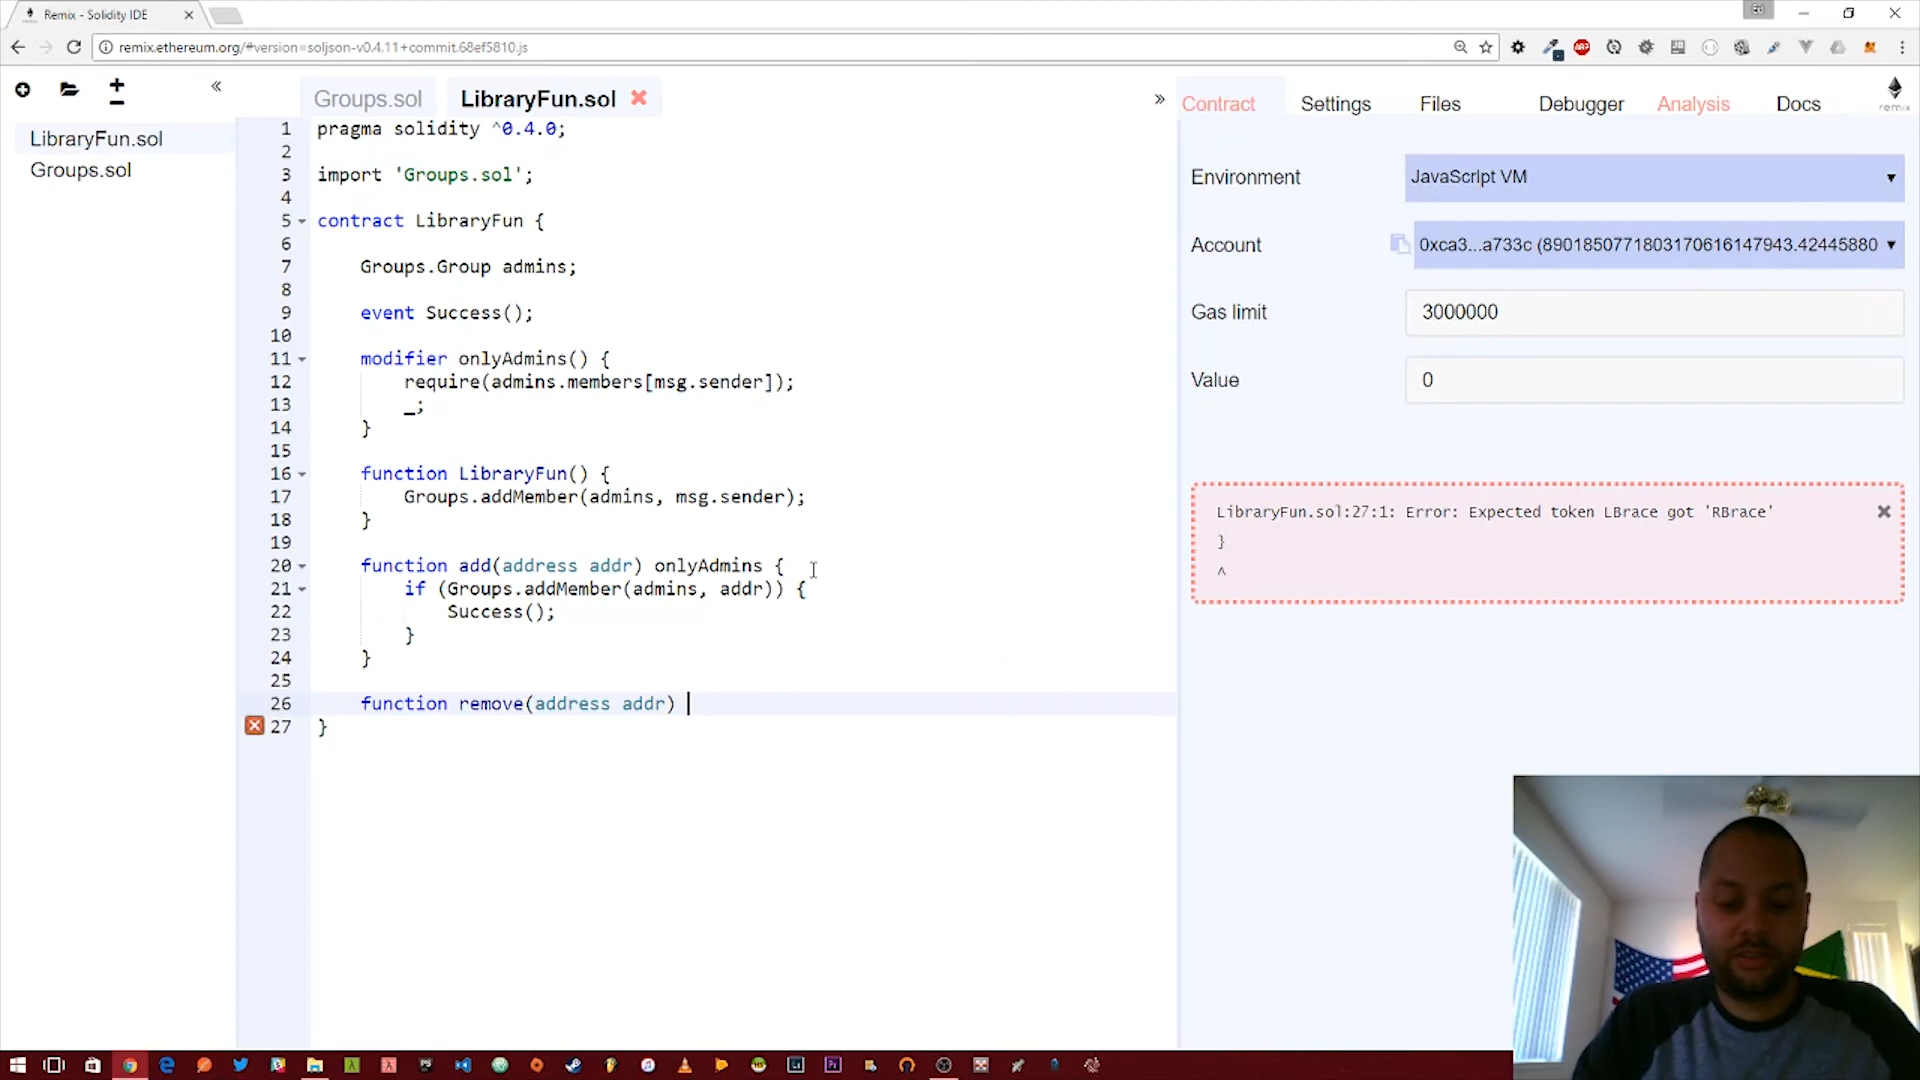 Remix - Solidity IDE
remix.ethereum.org/#version=soljson-v0.4.11+commit.68ef5810.js
Groups.sol
LibraryFun.sol
Contract
Settings
Files
Debugger
Analysis
Docs
remix
LibraryFun.sol
Groups.sol
1 pragma solidity ^0.4.0;
2
3 import 'Groups.sol';
4
5 contract LibraryFun {
6
7 Groups.Group admins;
8
9 event Success();
10
11 modifier onlyAdmins() {
12 require(admins.members[msg.sender]);
13 _;
14 }
15
16 function LibraryFun() {
17 Groups.addMember(admins, msg.sender);
18 }
19
20 function add(address addr) onlyAdmins {
21 if (Groups.addMember(admins, addr)) {
22 Success();
23 }
24 }
25
26 function remove(address addr)
27 }
Environment
JavaScript VM
Account
0xca3...a733c (8901850771803170616147943.42445880
Gas limit
3000000
Value
0
LibraryFun.sol:27:1: Error: Expected token LBrace got 'RBrace'
}
^